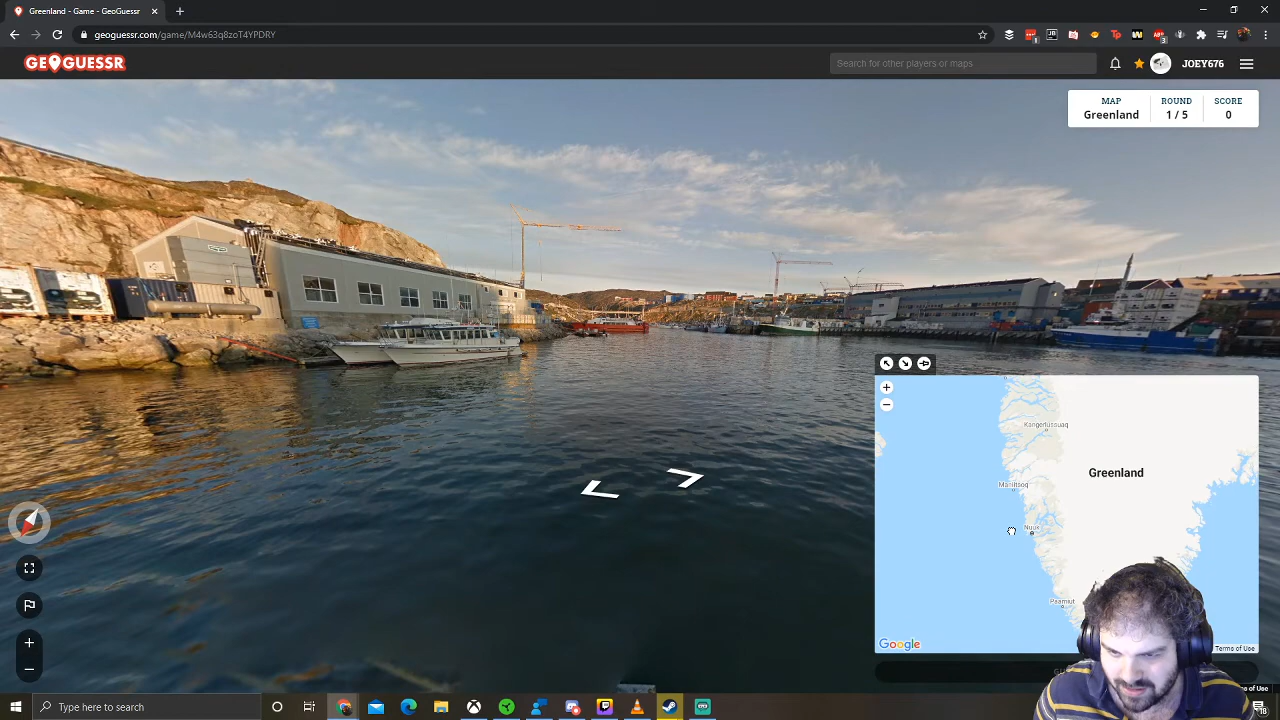 Greenland - Game - GeoGuessr
geoguessr.com/game/M4w63q8zoT4YPDRY
GEOGUESSR
Search for other players or maps
JOEY676
MAP
ROUND
SCORE
Greenland
1 / 5
0
Kangerlussuaq
Greenland
Maniitsoq
Nuuk
Paamiut
Google
Terms of Use
Type here to search